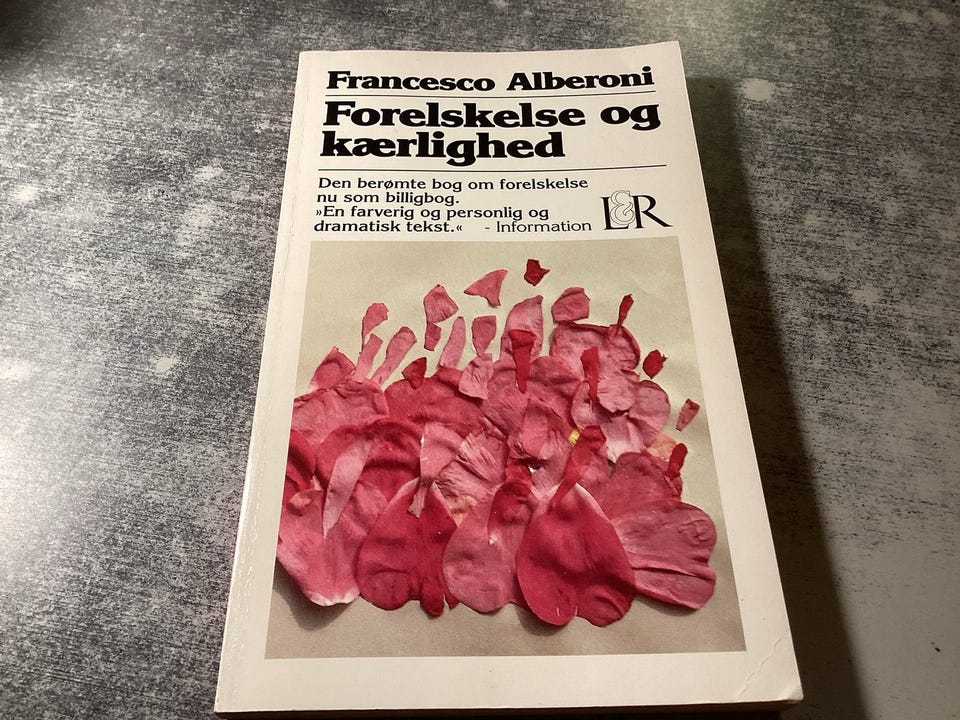 Francesco Alberoni
Forelskelse og
kærlighed
Den berømte bog om forelskelse
nu som billigbog.
»En farverig og personlig og
dramatisk tekst.« - Information
L&R